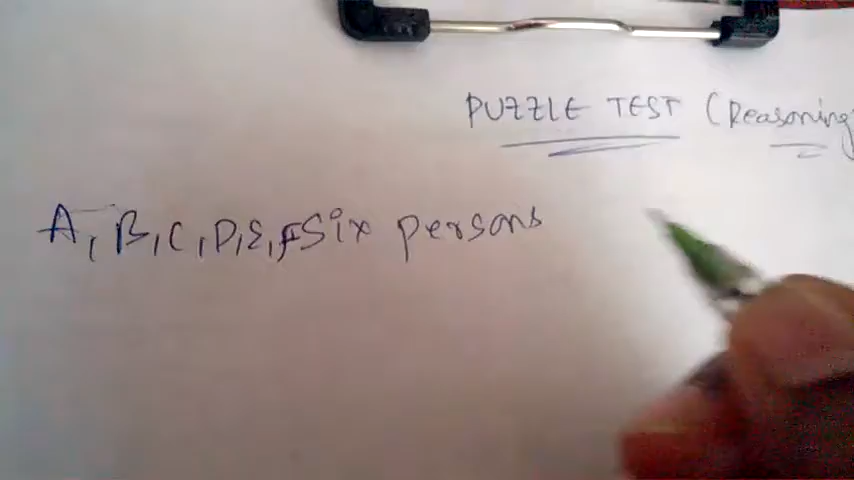 PUZZLE TEST (Reasoning)
A, B, C, D, E, F Six persons